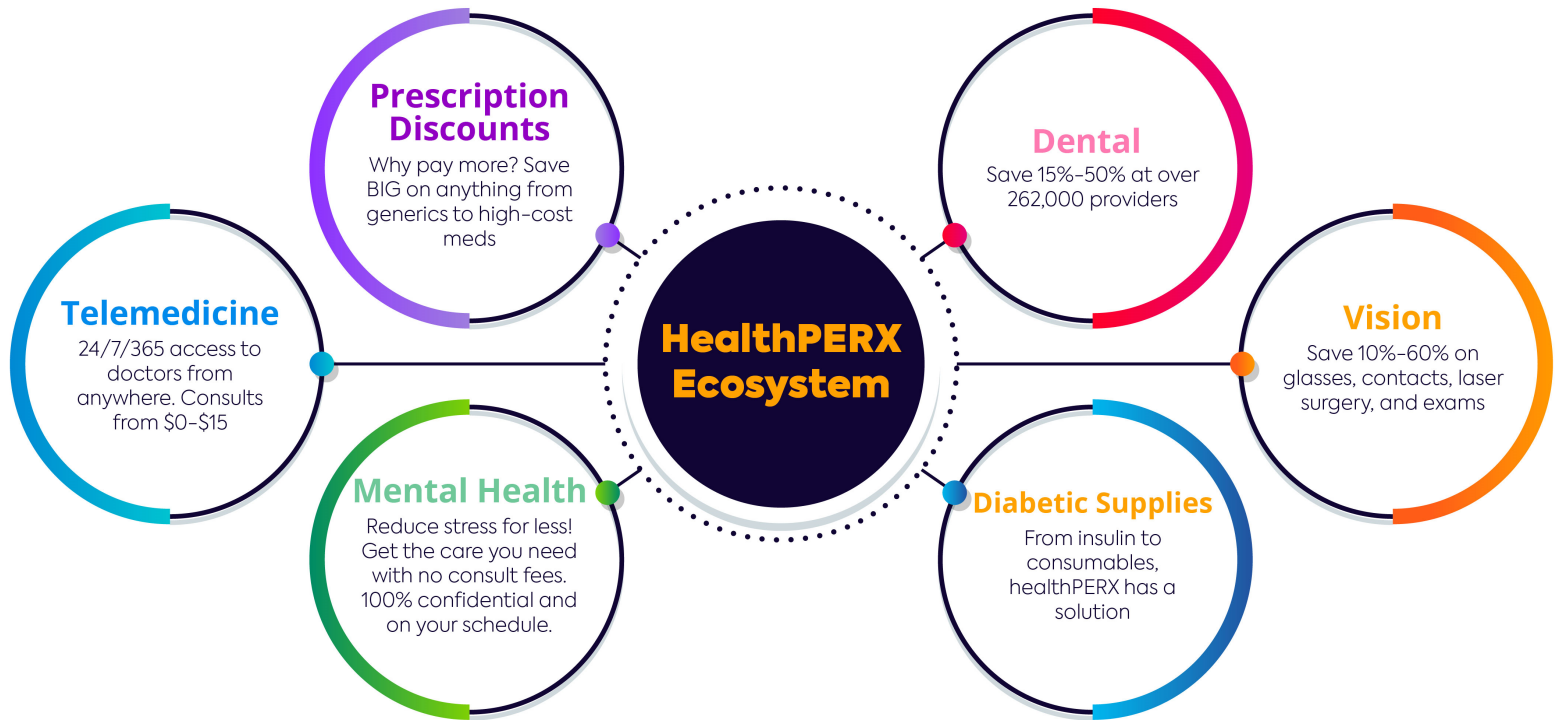 Prescription
Discounts
Why pay more? Save
BIG on anything from
generics to high-cost
meds
Dental
Save 15%-50% at over
262,000 providers
Telemedicine
24/7/365 access to
doctors from
anywhere. Consults
from $0-$15
HealthPERX
Ecosystem
Vision
Save 10%-60% on
glasses, contacts, laser
surgery, and exams
Mental Health
Reduce stress for less!
Get the care you need
with no consult fees.
100% confidential and
on your schedule.
Diabetic Supplies
From insulin to
consumables,
healthPERX has a
solution